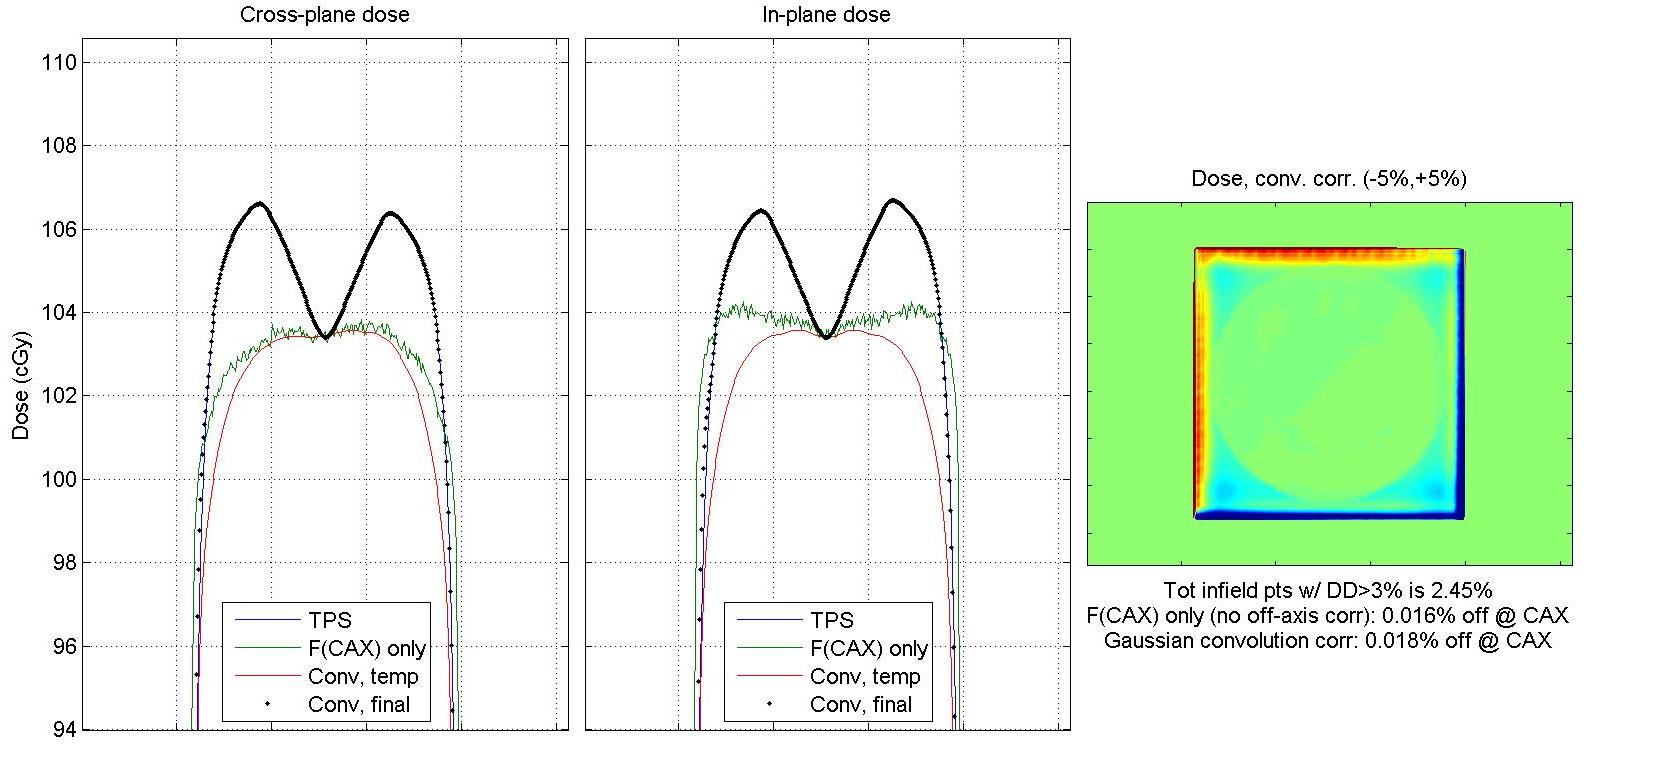 Cross-plane dose
In-plane dose
110
108
106
104
102
100
98
96
94
Dose (cGy)
TPS
F(CAX) only
Conv, temp
Conv, final
TPS
F(CAX) only
Conv, temp
Conv, final
Dose, conv. corr. (-5%,+5%)
Tot infield pts w/ DD>3% is 2.45%
F(CAX) only (no off-axis corr): 0.016% off @ CAX
Gaussian convolution corr: 0.018% off @ CAX